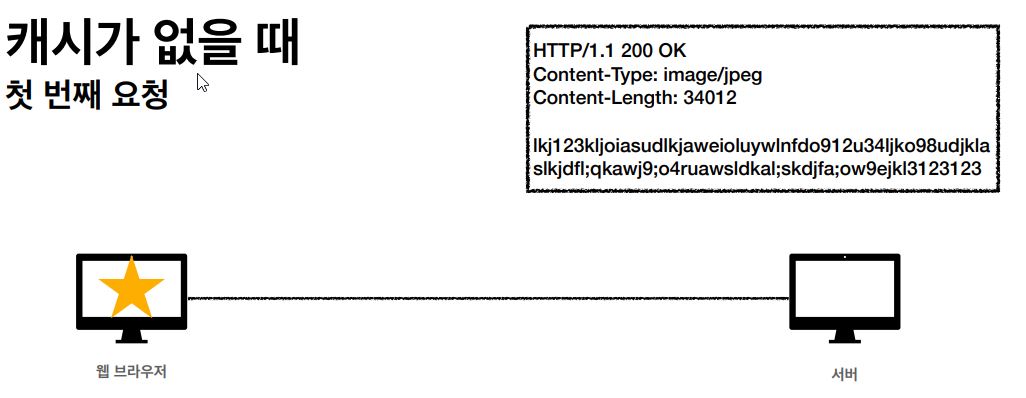 캐시가 없을 때
첫 번째 요청
HTTP/1.1 200 OK
Content-Type: image/jpeg
Content-Length: 34012
lkj123kljoiasudlkjaweioluywlnfdo912u34ljko98udjkla
slkjdfl;qkawj9;o4ruawsldkal;skdjfa;ow9ejkl3123123
웹 브라우저
서버